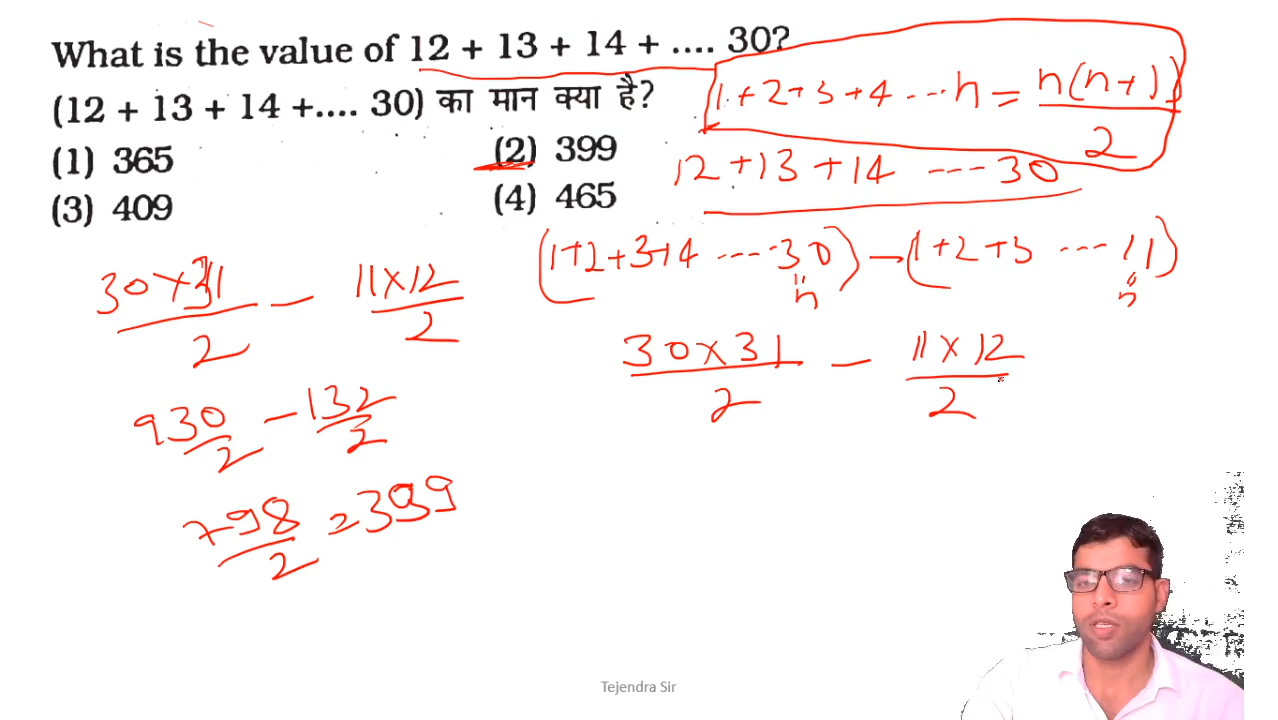 What is the value of 12 + 13 + 14 + .... 30?
(12 + 13 + 14 +.... 30) का मान क्या है?
(1) 365
(2) 399
(3) 409
(4) 465
1+2+3+4 ...n = n(n+1)/2
12+13+14 ---30
(1+2+3+4 ----30) - (1+2+3 ---11)
n n
30×31/2 - 11×12/2
30×31/2 - 11×12/2
930/2 - 132/2
798/2 = 399
Tejendra Sir